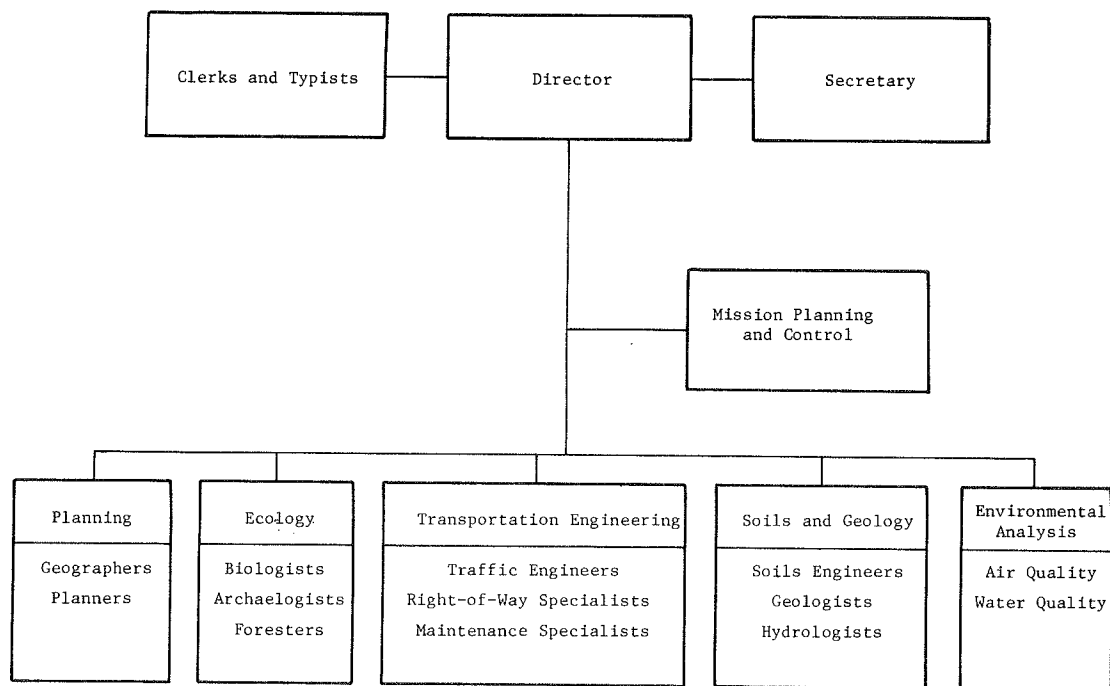 Clerks and Typists
Director
Secretary
Mission Planning
and Control
Planning
Geographers
Planners
Ecology
Biologists
Archaelogists
Foresters
Transportation Engineering
Traffic Engineers
Right-of-Way Specialists
Maintenance Specialists
Soils and Geology
Soils Engineers
Geologists
Hydrologists
Environmental
Analysis
Air Quality
Water Quality